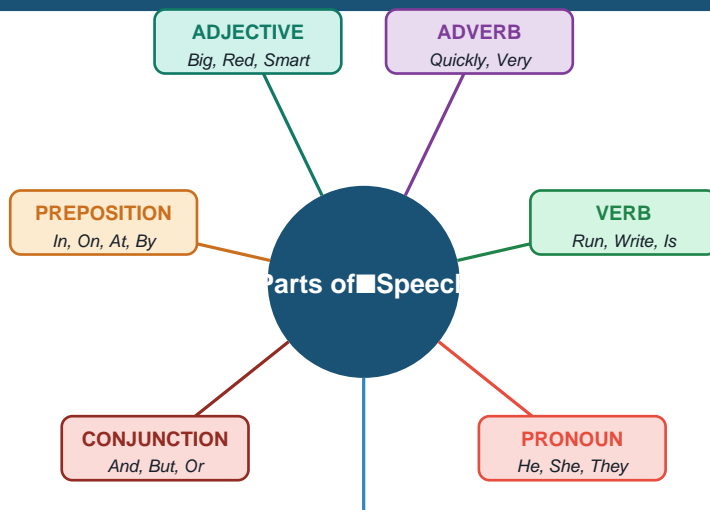 ADJECTIVE
Big, Red, Smart
ADVERB
Quickly, Very
PREPOSITION
In, On, At, By
VERB
Run, Write, Is
Parts of■Speech
CONJUNCTION
And, But, Or
PRONOUN
He, She, They